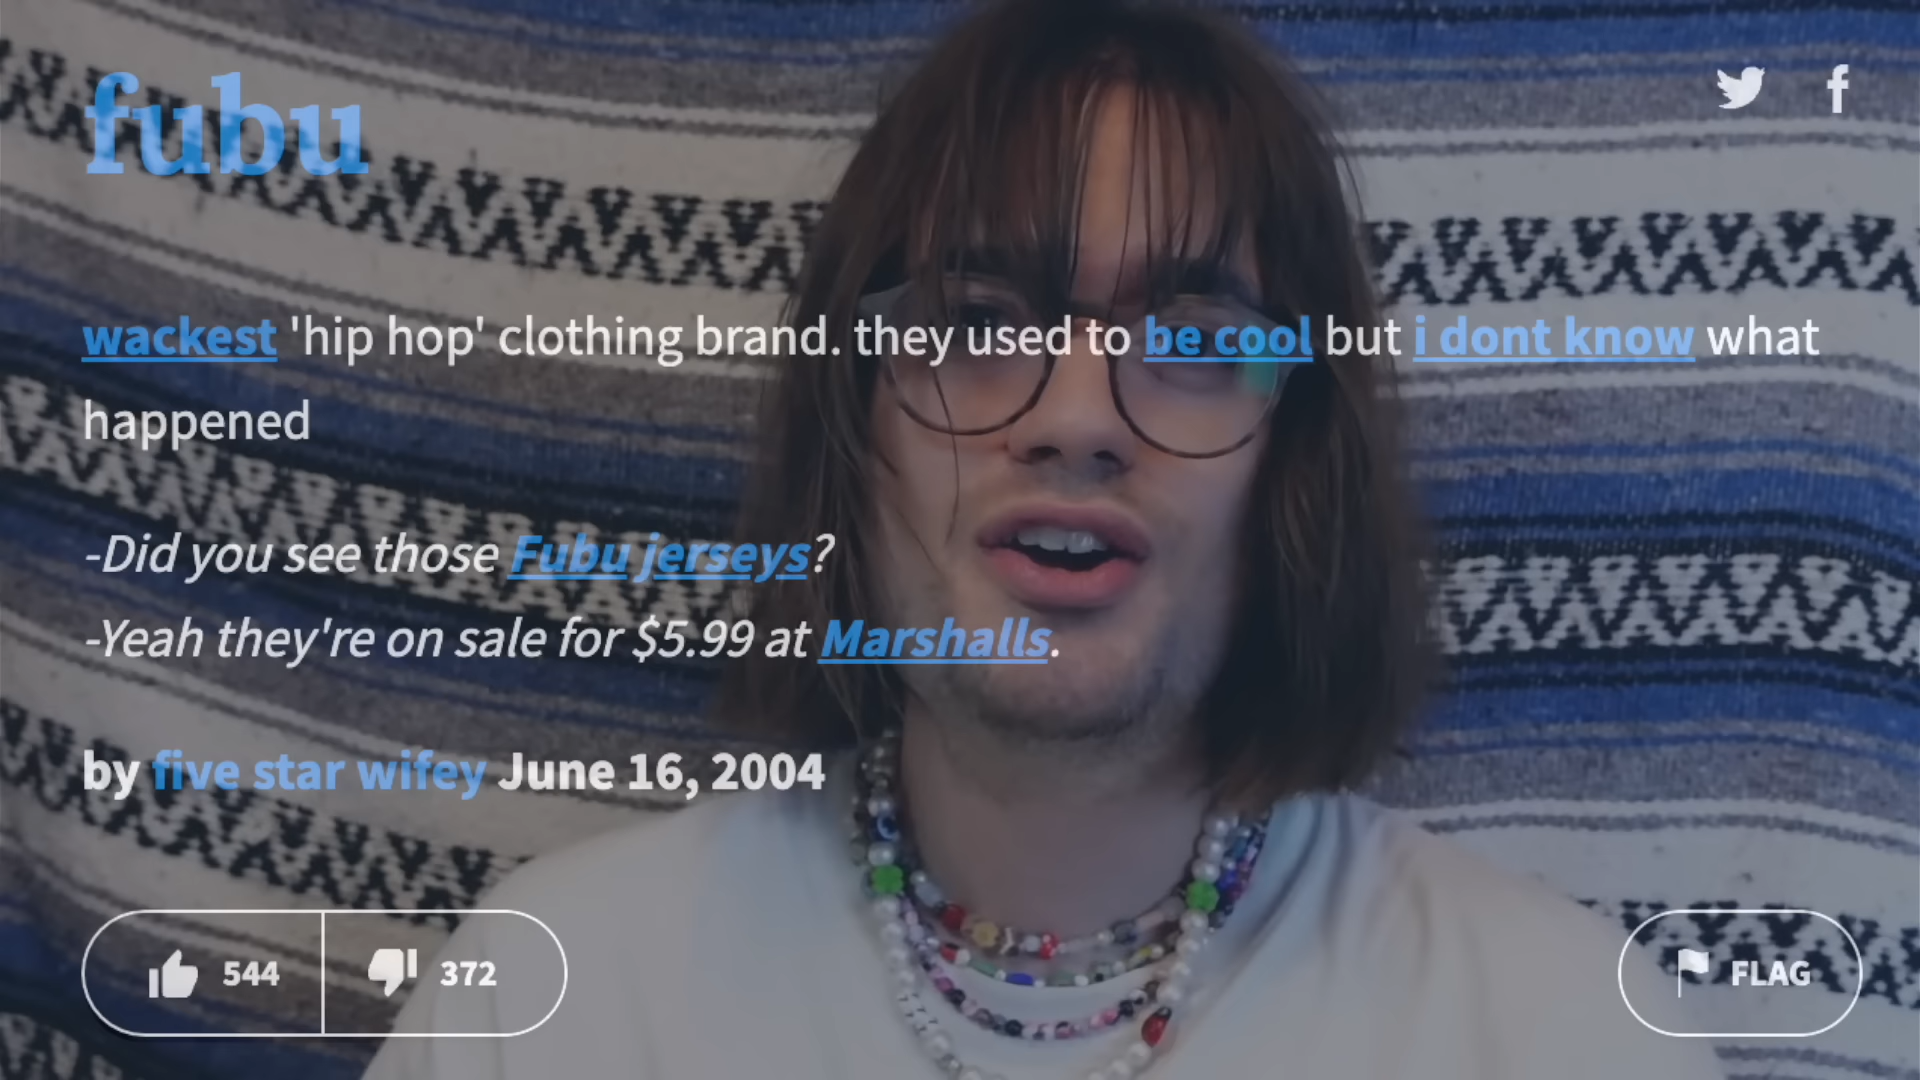 fubu
wackest 'hip hop' clothing brand. they used to be cool but i dont know what
happened
-Did you see those Fubu jerseys?
-Yeah they're on sale for $5.99 at Marshalls.
by five star wifey June 16, 2004
544 372 FLAG